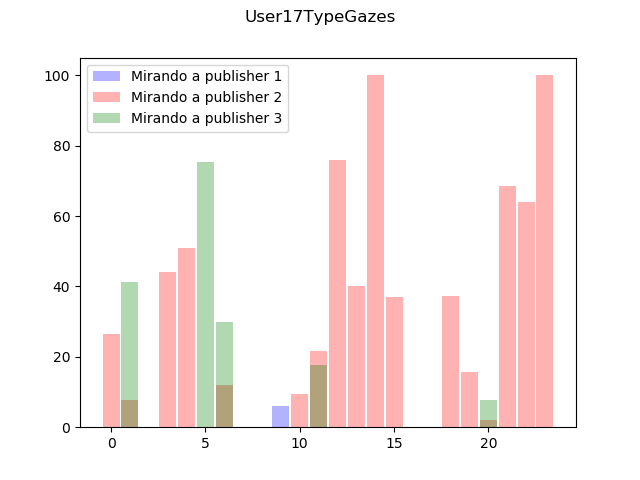 User17TypeGazes
Mirando a publisher 1
Mirando a publisher 2
Mirando a publisher 3
100
80
60
40
20
0
0 5 10 15 20